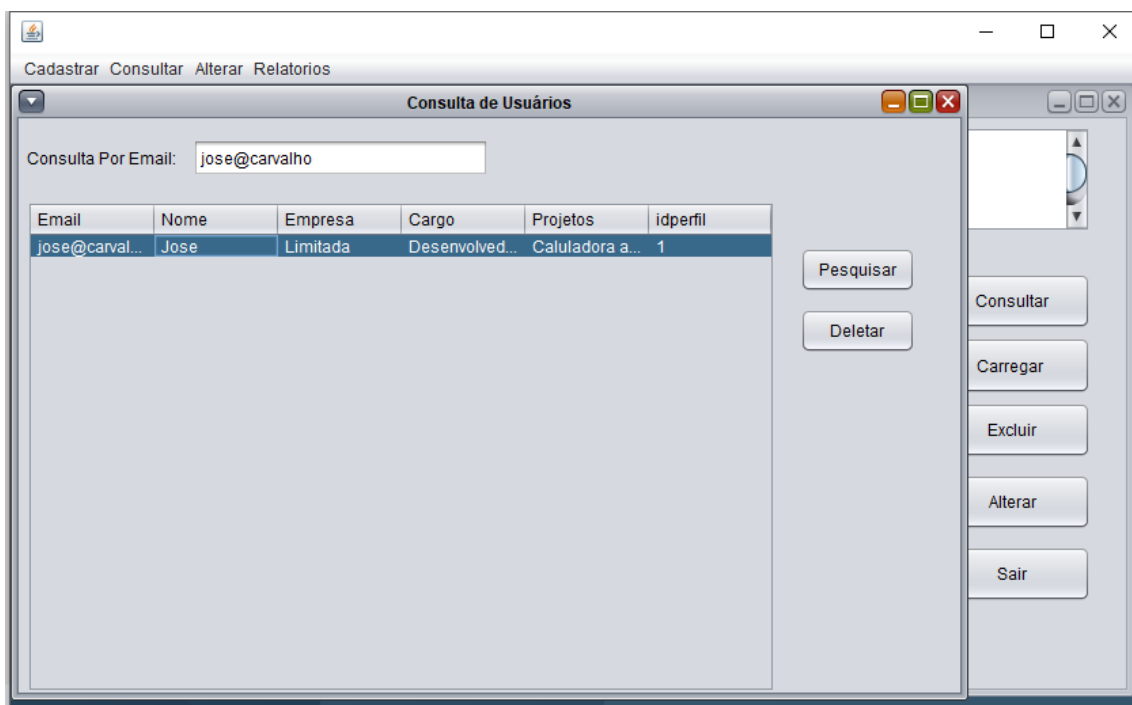 Cadastrar Consultar Alterar Relatorios
Consulta de Usuários
Consulta Por Email: jose@carvalho
Email Nome Empresa Cargo Projetos idperfil
jose@carval... Jose Limitada Desenvolved... Caluladora a... 1
Pesquisar
Deletar
Consultar
Carregar
Excluir
Alterar
Sair